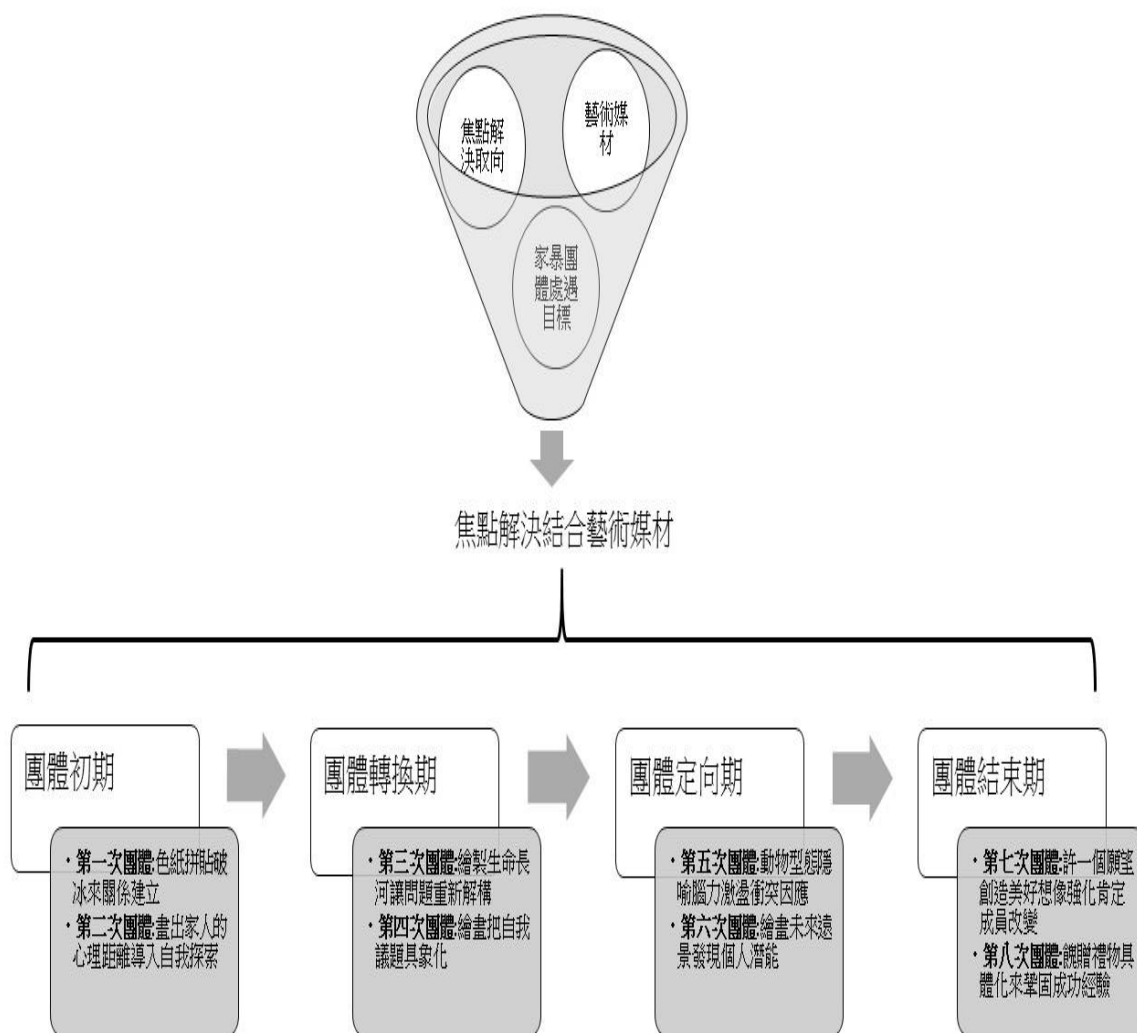 焦點解
決取向
藝術媒
材
家暴團
體處遇
目標
焦點解決結合藝術媒材
團體初期
‧第一次團體:色紙拼貼破
冰來關係建立
‧第二次團體:畫出家人的
心理距離導入自我探索
團體轉換期
‧第三次團體:繪製生命長
河讓問題重新解構
‧第四次團體:繪畫把自我
議題具象化
團體定向期
‧第五次團體:動物型態隱
喻腦力激盪衝突因應
‧第六次團體:繪畫未來遠
景發現個人潛能
團體結束期
‧第七次團體:許一個願望
創造美好想像強化肯定
成員改變
‧第八次團體:餽贈禮物具
體化來鞏固成功經驗